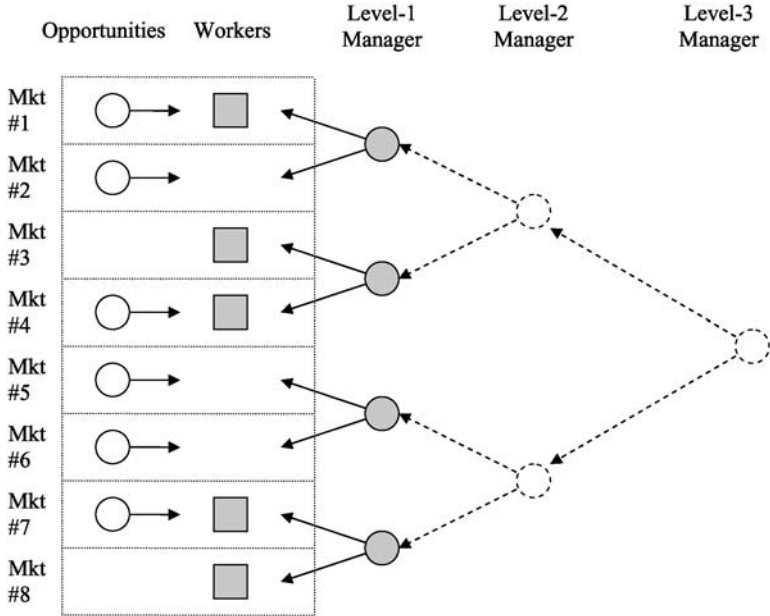 Opportunities
Workers
Level-1
Manager
Level-2
Manager
Level-3
Manager
Mkt
#1
Mkt
#2
Mkt
#3
Mkt
#4
Mkt
#5
Mkt
#6
Mkt
#7
Mkt
#8